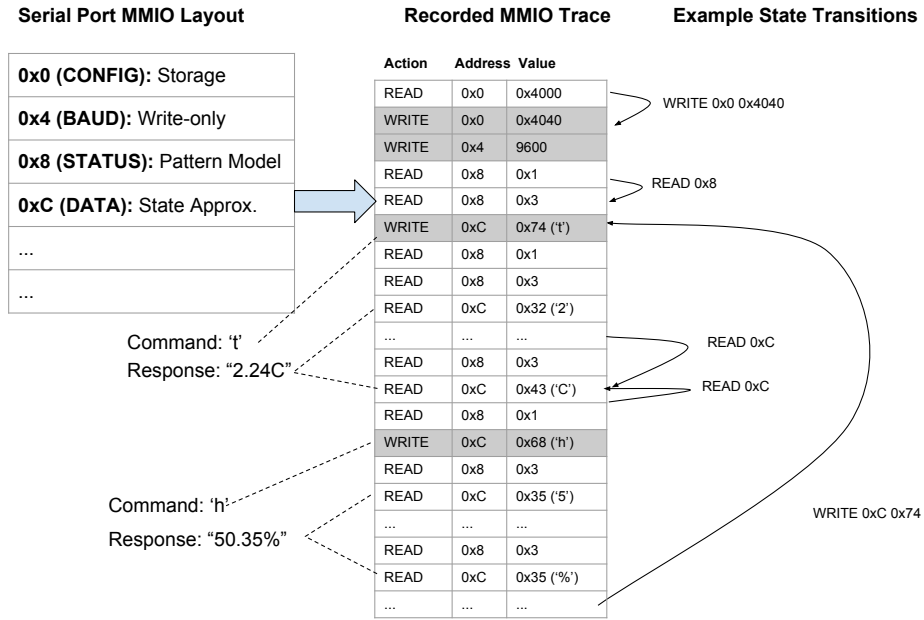 Serial Port MMIO Layout
Recorded MMIO Trace
Example State Transitions
0x0 (CONFIG): Storage
0x4 (BAUD): Write-only
0x8 (STATUS): Pattern Model
0xC (DATA): State Approx.
...
...
Action Address Value
READ 0x0 0x4000
WRITE 0x0 0x4040
WRITE 0x4 9600
READ 0x8 0x1
READ 0x8 0x3
WRITE 0xC 0x74 (‘t’)
READ 0x8 0x1
READ 0x8 0x3
READ 0xC 0x32 (‘2’)
... ... ...
READ 0x8 0x3
READ 0xC 0x43 (‘C’)
READ 0x8 0x1
WRITE 0xC 0x68 (‘h’)
READ 0x8 0x3
READ 0xC 0x35 (‘5’)
... ... ...
READ 0x8 0x3
READ 0xC 0x35 (‘%’)
... ... ...
Command: ‘t’
Response: “2.24C”
Command: ‘h’
Response: “50.35%”
WRITE 0x0 0x4040
READ 0x8
READ 0xC
READ 0xC
WRITE 0xC 0x74